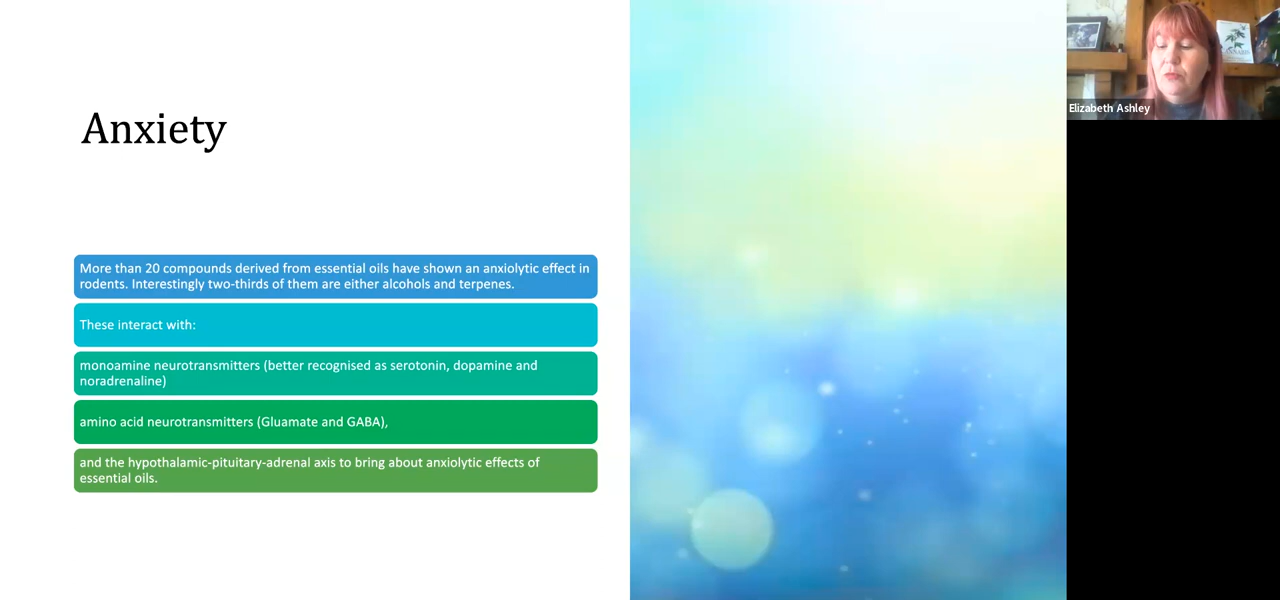 Anxiety
More than 20 compounds derived from essential oils have shown an anxiolytic effect in
rodents. Interestingly two-thirds of them are either alcohols and terpenes.
These interact with:
monoamine neurotransmitters (better recognised as serotonin, dopamine and
noradrenaline)
amino acid neurotransmitters (Gluamate and GABA),
and the hypothalamic-pituitary-adrenal axis to bring about anxiolytic effects of
essential oils.
Elizabeth Ashley